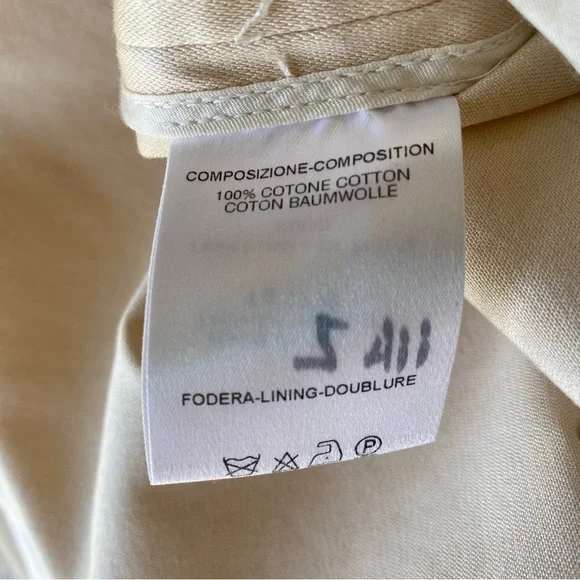 COMPOSIZIONE-COMPOSITION
100% COTONE COTTON
COTON BAUMWOLLE
FODERA-LINING-DOUBLURE
P